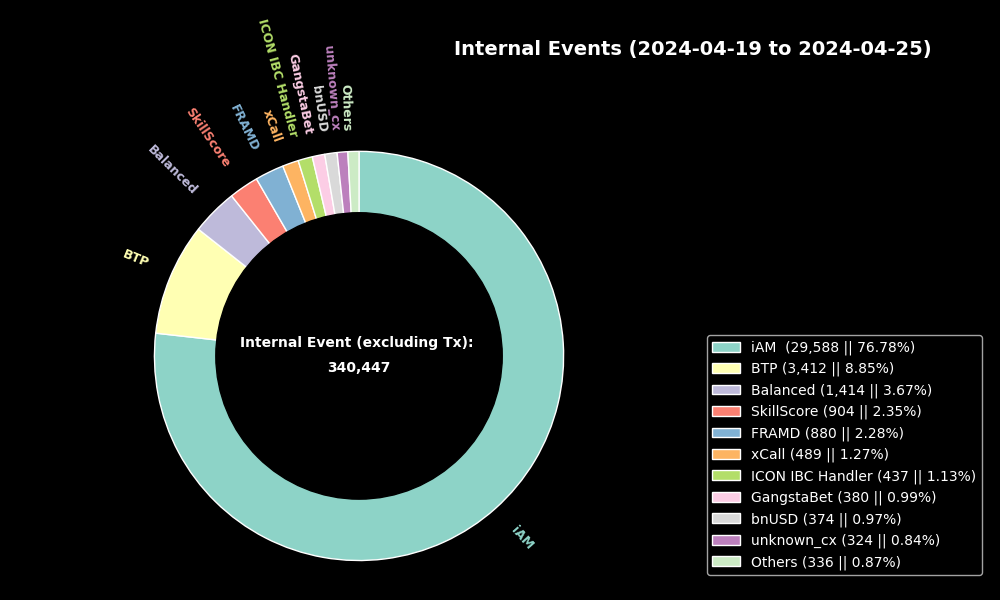 Internal Events (2024-04-19 to 2024-04-25)
Others
unknown_cx
bnUSD
GangstaBet
ICON IBC Handler
xCall
FRAMD
SkillScore
Balanced
BTP
iAM
Internal Event (excluding Tx):
340,447
iAM  (29,588 || 76.78%)
BTP (3,412 || 8.85%)
Balanced (1,414 || 3.67%)
SkillScore (904 || 2.35%)
FRAMD (880 || 2.28%)
xCall (489 || 1.27%)
ICON IBC Handler (437 || 1.13%)
GangstaBet (380 || 0.99%)
bnUSD (374 || 0.97%)
unknown_cx (324 || 0.84%)
Others (336 || 0.87%)